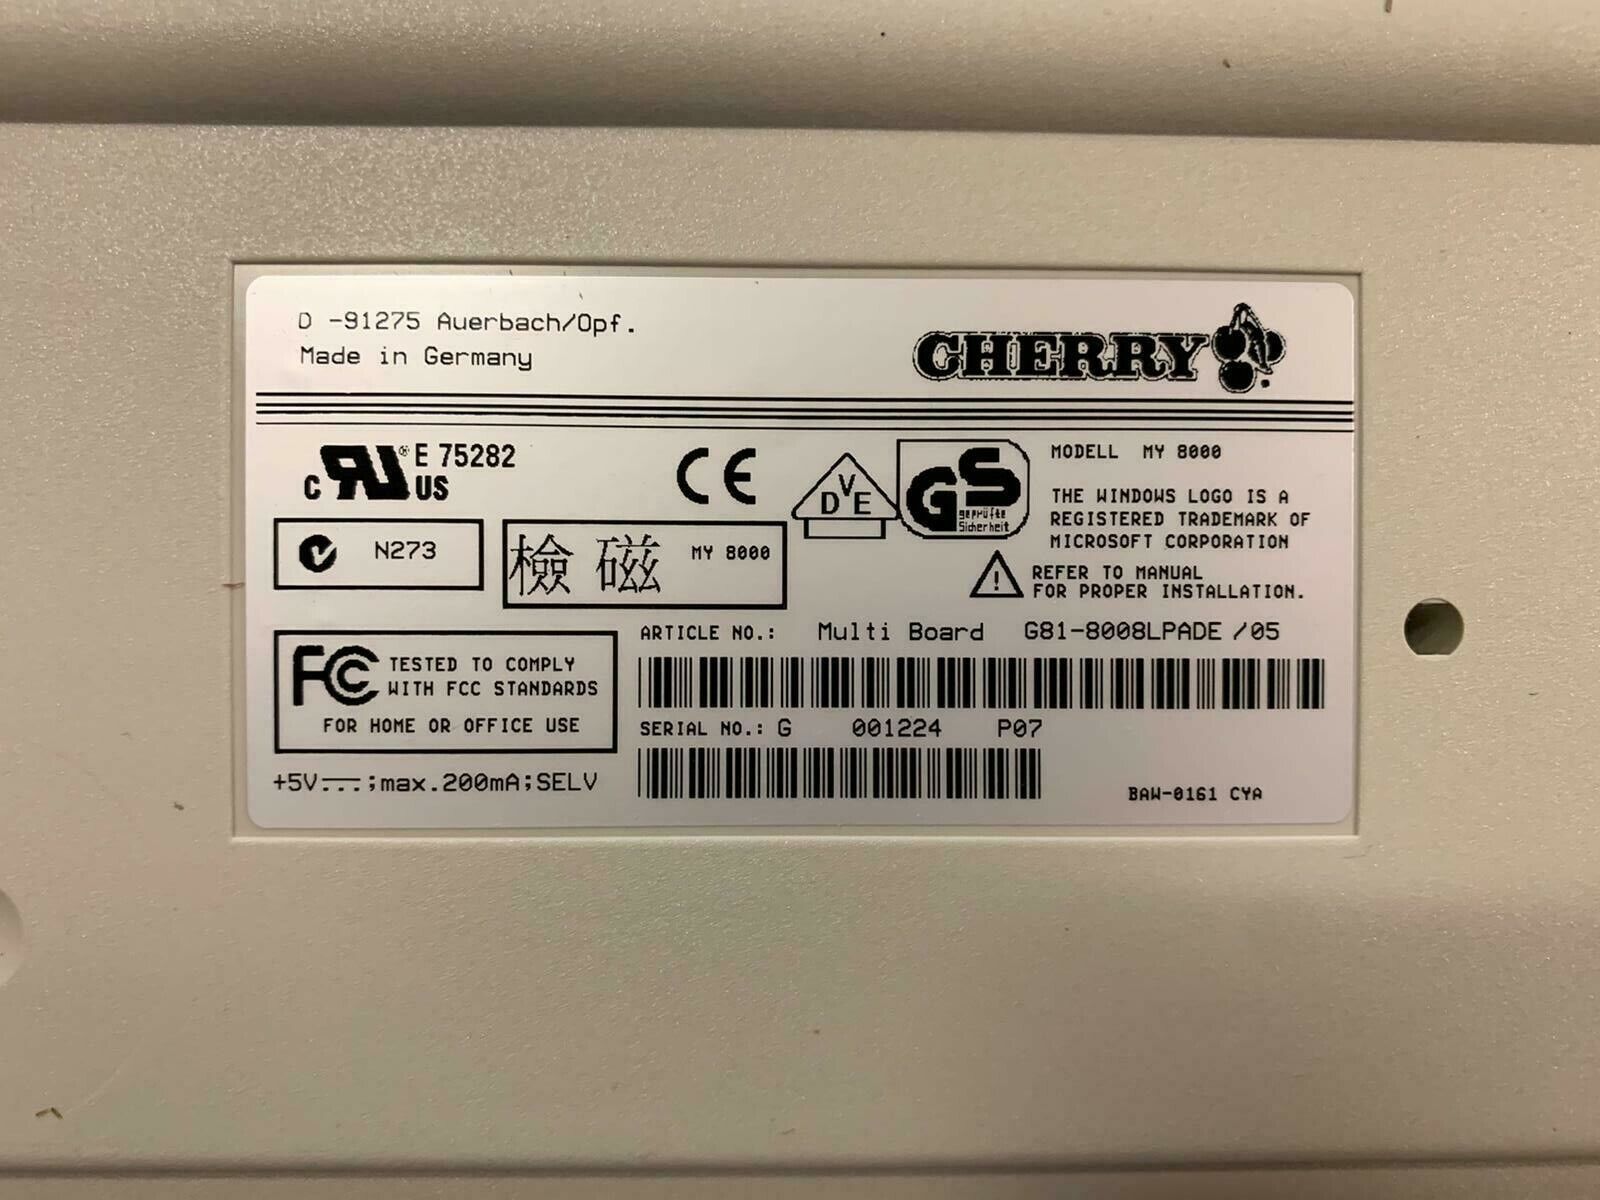 D -91275 Auerbach/Opf.
Made in Germany
CHERRY
c RU ® US E 75282
CE
DVE
GS geprüfte Sicherheit
MODELL MY 8000
THE WINDOWS LOGO IS A
REGISTERED TRADEMARK OF
MICROSOFT CORPORATION
N273
檢磁 MY 8000
REFER TO MANUAL
FOR PROPER INSTALLATION.
FC TESTED TO COMPLY
WITH FCC STANDARDS
FOR HOME OR OFFICE USE
ARTICLE NO.: Multi Board G81-8008LPADE /05
SERIAL NO.: G 001224 P07
+5V⎓;max.200mA;SELV
BAW-0161 CYA